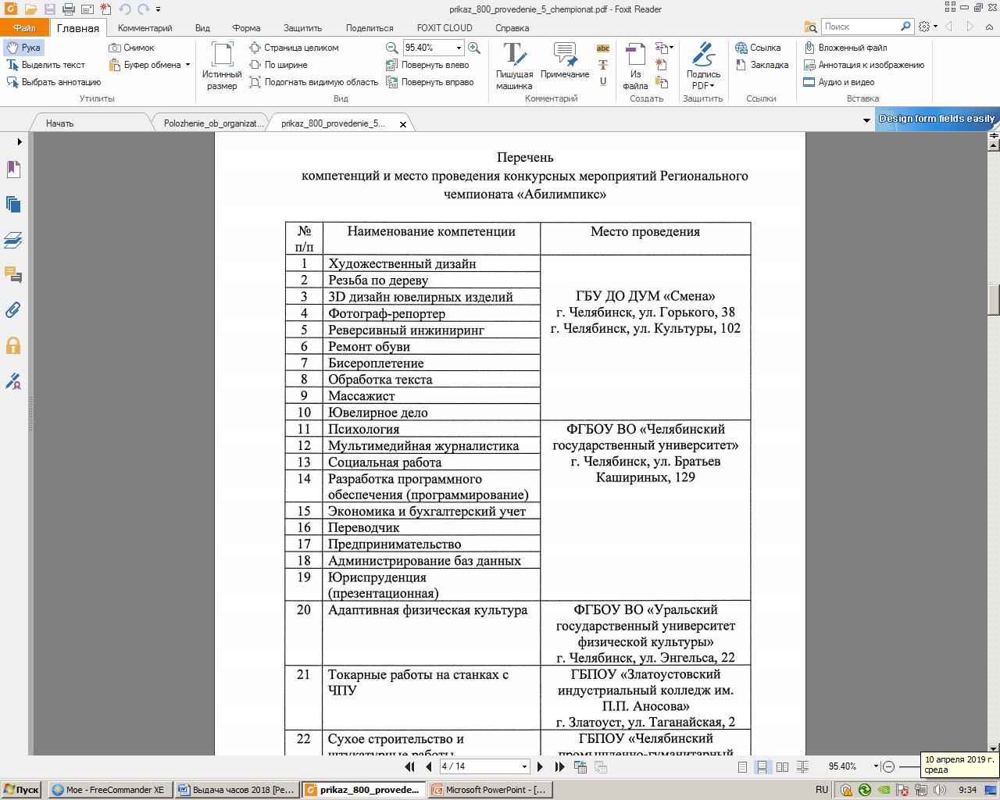 prikaz_800_provedenie_5_chempionat.pdf - Foxit Reader
Файл Главная Комментарий Вид Форма Защитить Поделиться FOXIT CLOUD Справка Поиск
Рука
Выделить текст
Выбрать аннотацию
Снимок
Буфер обмена
Утилиты
Истинный размер
Страница целиком
По ширине
Подогнать видимую область
95.40%
Повернуть влево
Повернуть вправо
Вид
Пишущая машинка
Примечание
Комментарий
Из файла
Создать
Подпись PDF
Защитить
Ссылка
Закладка
Ссылки
Вложенный файл
Аннотация к изображению
Аудио и видео
Вставка
Начать Polozhenie_ob_organizat... prikaz_800_provedenie_5... Design form fields easily
Перечень
компетенций и место проведения конкурсных мероприятий Регионального
чемпионата «Абилимпикс»
№ п/п Наименование компетенции Место проведения
1 Художественный дизайн
2 Резьба по дереву
3 3D дизайн ювелирных изделий
4 Фотограф-репортер
5 Реверсивный инжиниринг
6 Ремонт обуви
7 Бисероплетение
8 Обработка текста
9 Массажист
10 Ювелирное дело
ГБУ ДО ДУМ «Смена»
г. Челябинск, ул. Горького, 38
г. Челябинск, ул. Культуры, 102
11 Психология
12 Мультимедийная журналистика
13 Социальная работа
14 Разработка программного
обеспечения (программирование)
15 Экономика и бухгалтерский учет
16 Переводчик
17 Предпринимательство
18 Администрирование баз данных
19 Юриспруденция
(презентационная)
ФГБОУ ВО «Челябинский
государственный университет»
г. Челябинск, ул. Братьев
Кашириных, 129
20 Адаптивная физическая культура
ФГБОУ ВО «Уральский
государственный университет
физической культуры»
г. Челябинск, ул. Энгельса, 22
21 Токарные работы на станках с
ЧПУ
ГБПОУ «Златоустовский
индустриальный колледж им.
П.П. Аносова»
г. Златоуст, ул. Таганайская, 2
22 Сухое строительство и
штукатурные работы
ГБПОУ «Челябинский
промышленно-гуманитарный
4 / 14 95.40%
10 апреля 2019 г.
среда
Пуск Мое - FreeCommander XE Выдача часов 2018 [Ре... prikaz_800_provede... Microsoft PowerPoint - [... RU 9:34